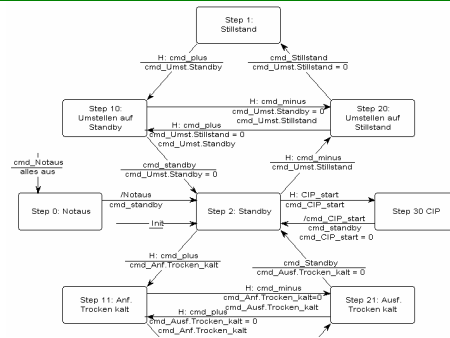 Step 1:
Stillstand
H: cmd_plus
cmd_Umst.Standby
cmd_Stillstand
cmd_Umst.Stillstand = 0
Step 10:
Umstellen auf
Standby
H: cmd_minus
cmd_Umst.Standby = 0
cmd_Umst.Stillstand
H: cmd_plus
cmd_Umst.Stillstand = 0
cmd_Umst.Standby
Step 20:
Umstellen auf
Stillstand
!
cmd_Notaus
alles aus
cmd_standby
cmd_Umst.Standby = 0
H: cmd_minus
cmd_Umst.Stillstand
Step 0: Notaus
/Notaus
cmd_standby
Init
Step 2: Standby
H: CIP_start
cmd_CIP_start
/cmd_CIP_start
cmd_standby
cmd_CIP_start = 0
Step 30 CIP
H: cmd_plus
cmd_Anf.Trocken_kalt
cmd_Standby
cmd_Ausf.Trocken_kalt = 0
Step 11: Anf.
Trocken kalt
H: cmd_minus
cmd_Anf.Trocken_kalt=0
cmd_Ausf.Trocken_kalt
H: cmd_plus
cmd_Ausf.Trocken_kalt = 0
cmd_Anf.Trocken_kalt
Step 21: Ausf.
Trocken kalt